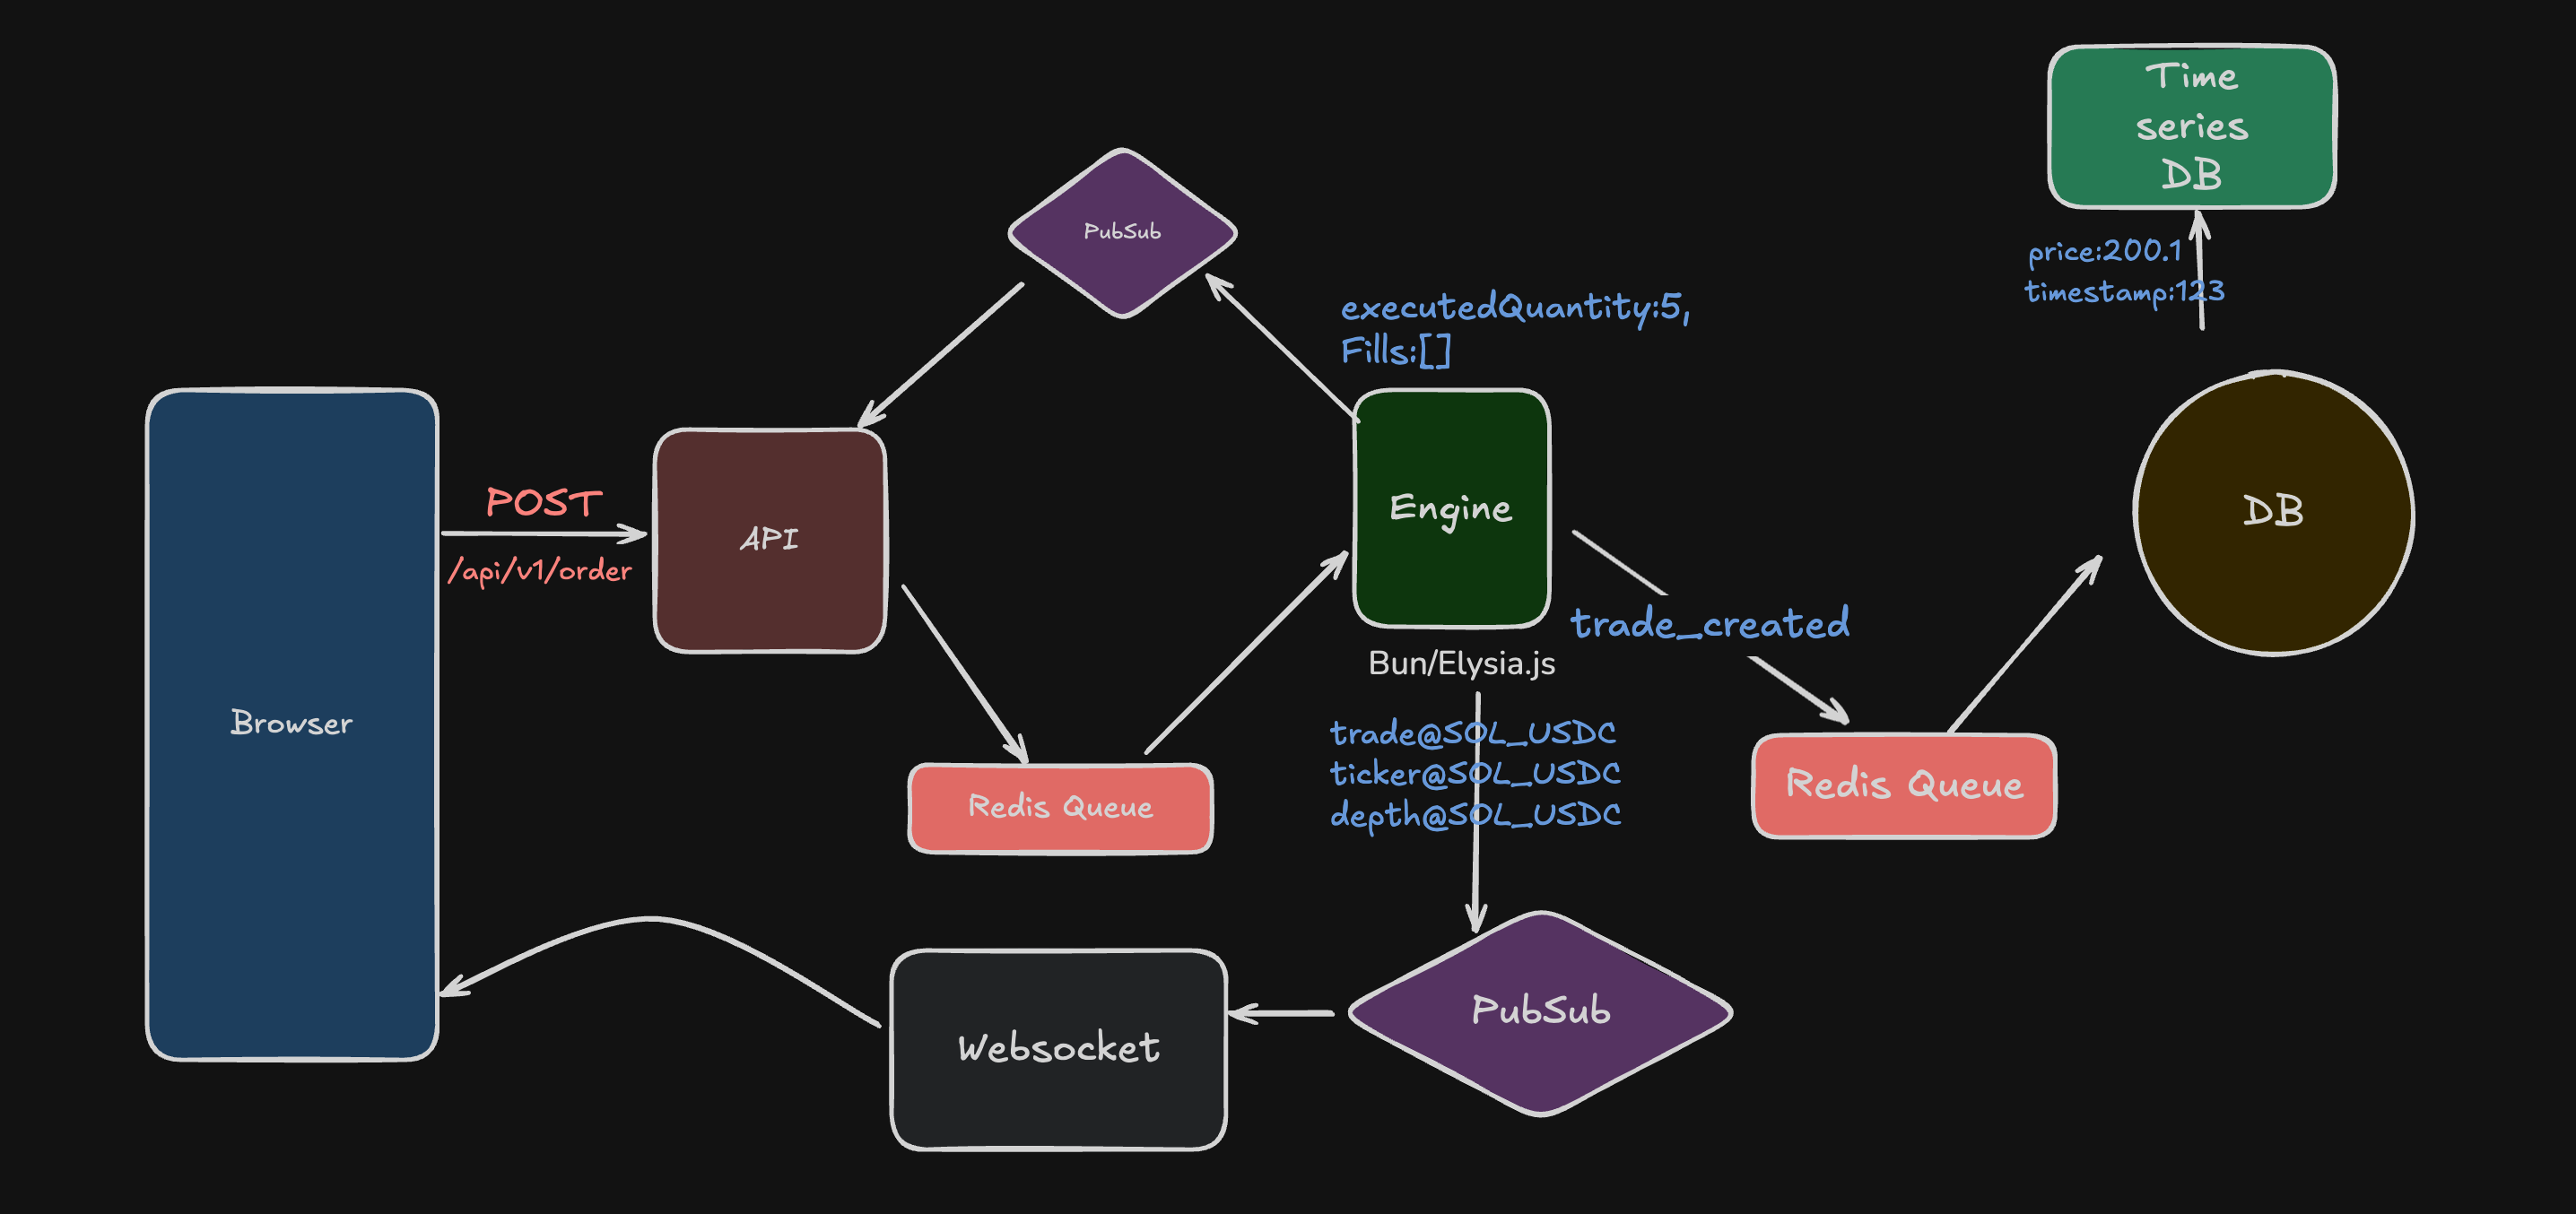 Time
series
DB
PubSub
price:200.1
timestamp:123
executedQuantity:5,
Fills:[]
POST
/api/v1/order
API
Engine
DB
trade_created
Bun/Elysia.js
Browser
trade@SOL_USDC
ticker@SOL_USDC
depth@SOL_USDC
Redis Queue
Redis Queue
PubSub
Websocket